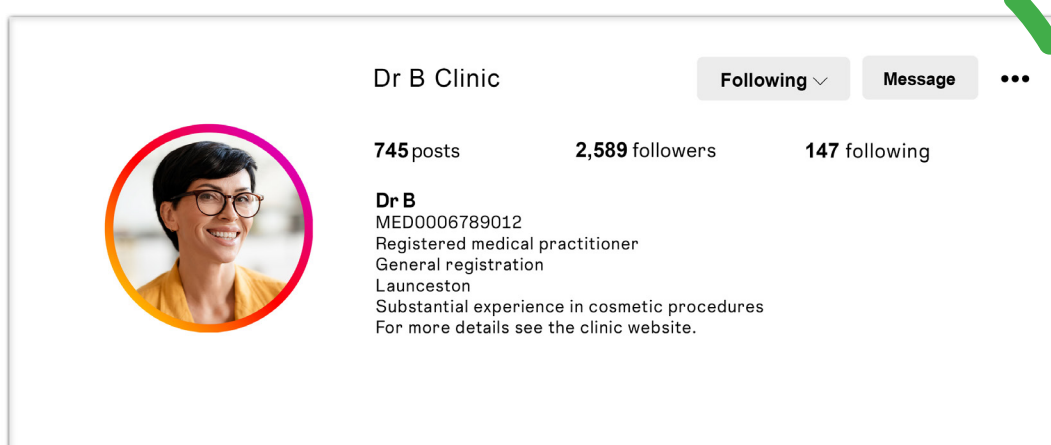 Dr B Clinic
Following
Message
745 posts
2,589 followers
147 following
Dr B
MED0006789012
Registered medical practitioner
General registration
Launceston
Substantial experience in cosmetic procedures
For more details see the clinic website.